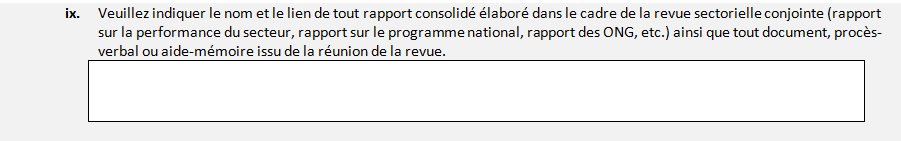 ix. Veuillez indiquer le nom et le lien de tout rapport consolidé élaboré dans le cadre de la revue sectorielle conjointe (rapport
sur la performance du secteur, rapport sur le programme national, rapport des ONG, etc.) ainsi que tout document, procès-
verbal ou aide-mémoire issu de la réunion de la revue.